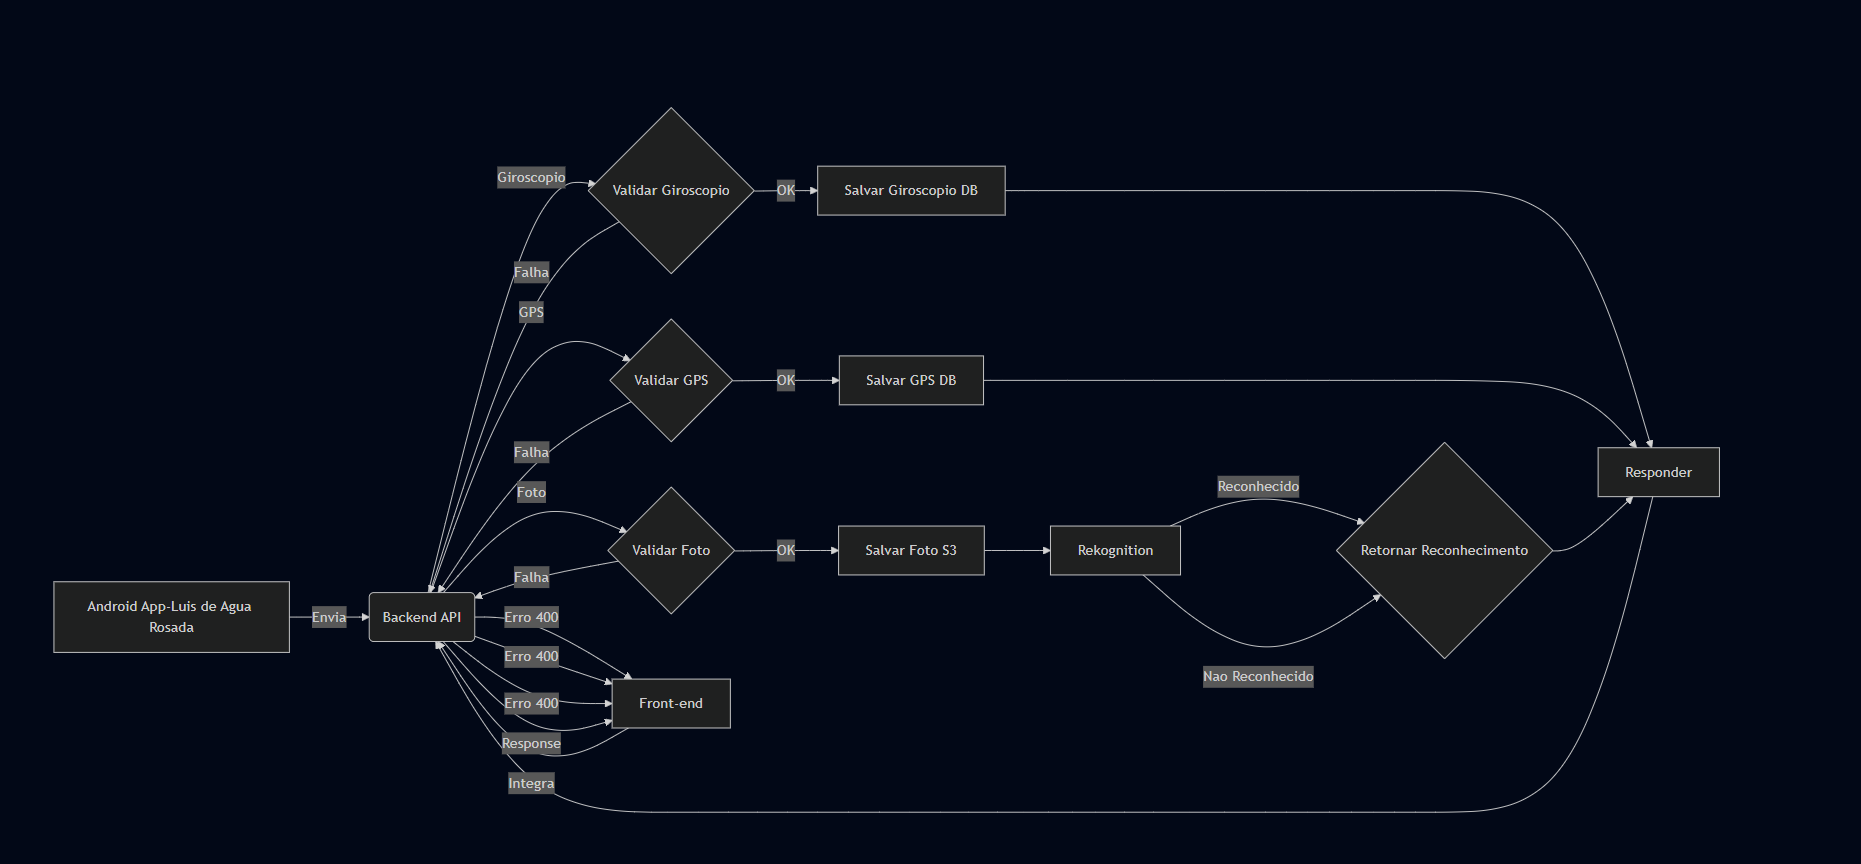 Giroscopio
Validar Giroscopio
OK
Salvar Giroscopio DB
Falha
GPS
Validar GPS
OK
Salvar GPS DB
Falha
Foto
Validar Foto
OK
Salvar Foto S3
Rekognition
Reconhecido
Nao Reconhecido
Retornar Reconhecimento
Responder
Falha
Android App-Luis de Agua
Rosada
Envia
Backend API
Erro 400
Erro 400
Erro 400
Front-end
Response
Integra